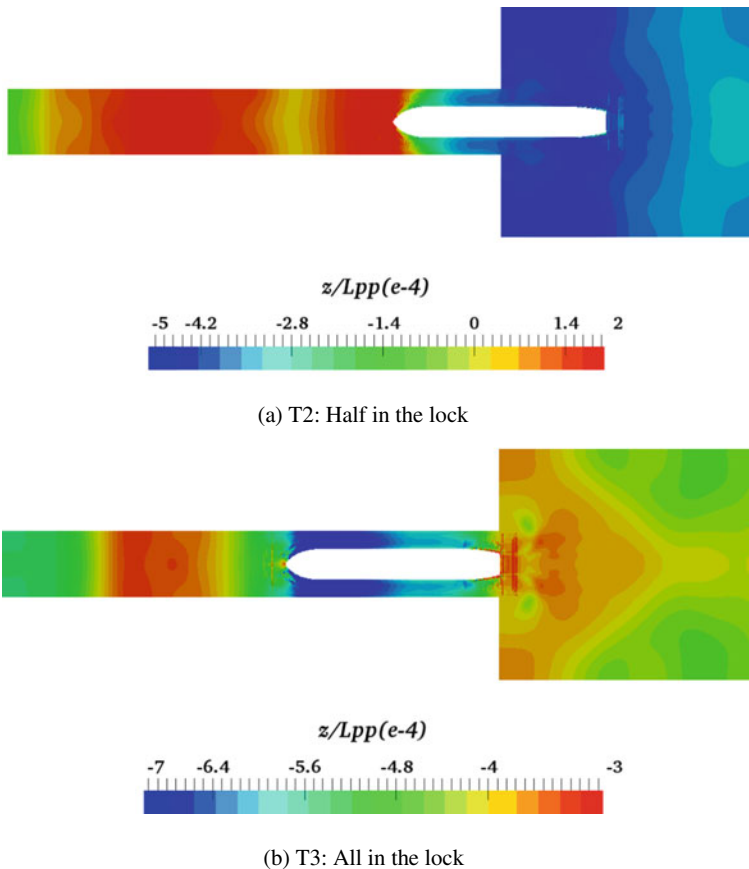 z/Lpp(e-4)
-5 -4.2 -2.8 -1.4 0 1.4 2
(a) T2: Half in the lock
z/Lpp(e-4)
-7 -6.4 -5.6 -4.8 -4 -3
(b) T3: All in the lock